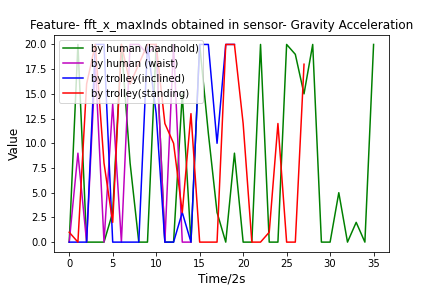 Feature- fft_x_maxInds obtained in sensor- Gravity Acceleration
by human (handhold)
by human (waist)
by trolley(inclined)
by trolley(standing)
Value
20.0
17.5
15.0
12.5
10.0
7.5
5.0
2.5
0.0
0 5 10 15 20 25 30 35
Time/2s